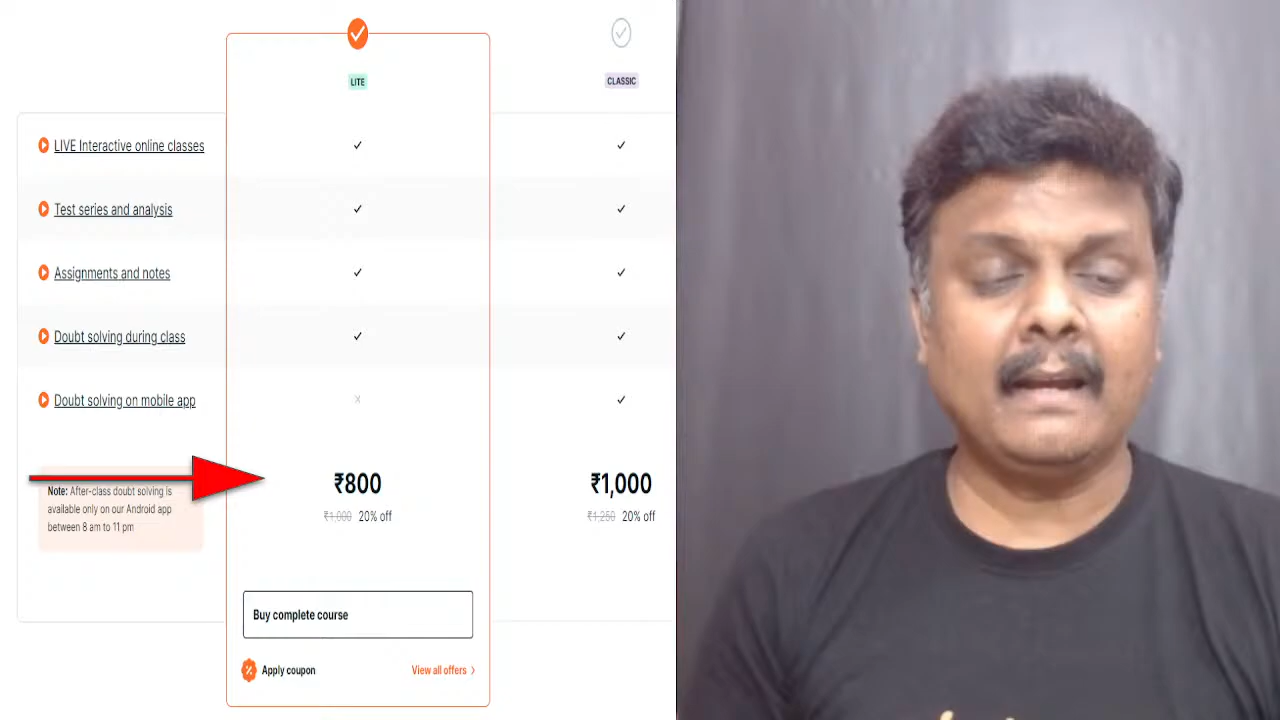 LITE
CLASSIC
LIVE Interactive online classes
Test series and analysis
Assignments and notes
Doubt solving during class
Doubt solving on mobile app
Note: After-class doubt solving is
available only on our Android app
between 8 am to 11 pm
₹800
₹1,000 20% off
₹1,000
₹1,250 20% off
Buy complete course
Apply coupon
View all offers